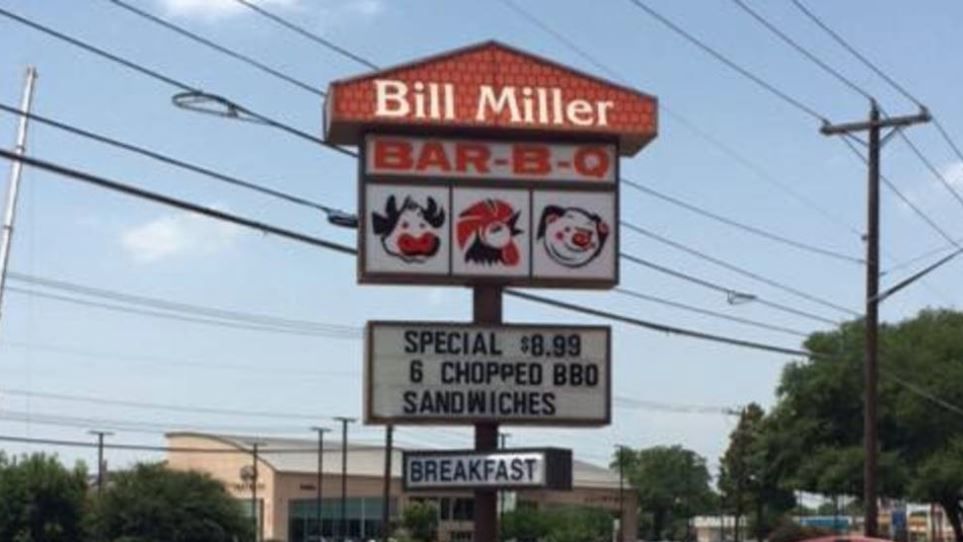 Bill Miller
BAR-B-Q
SPECIAL $8.99
6 CHOPPED BBQ
SANDWICHES
BREAKFAST